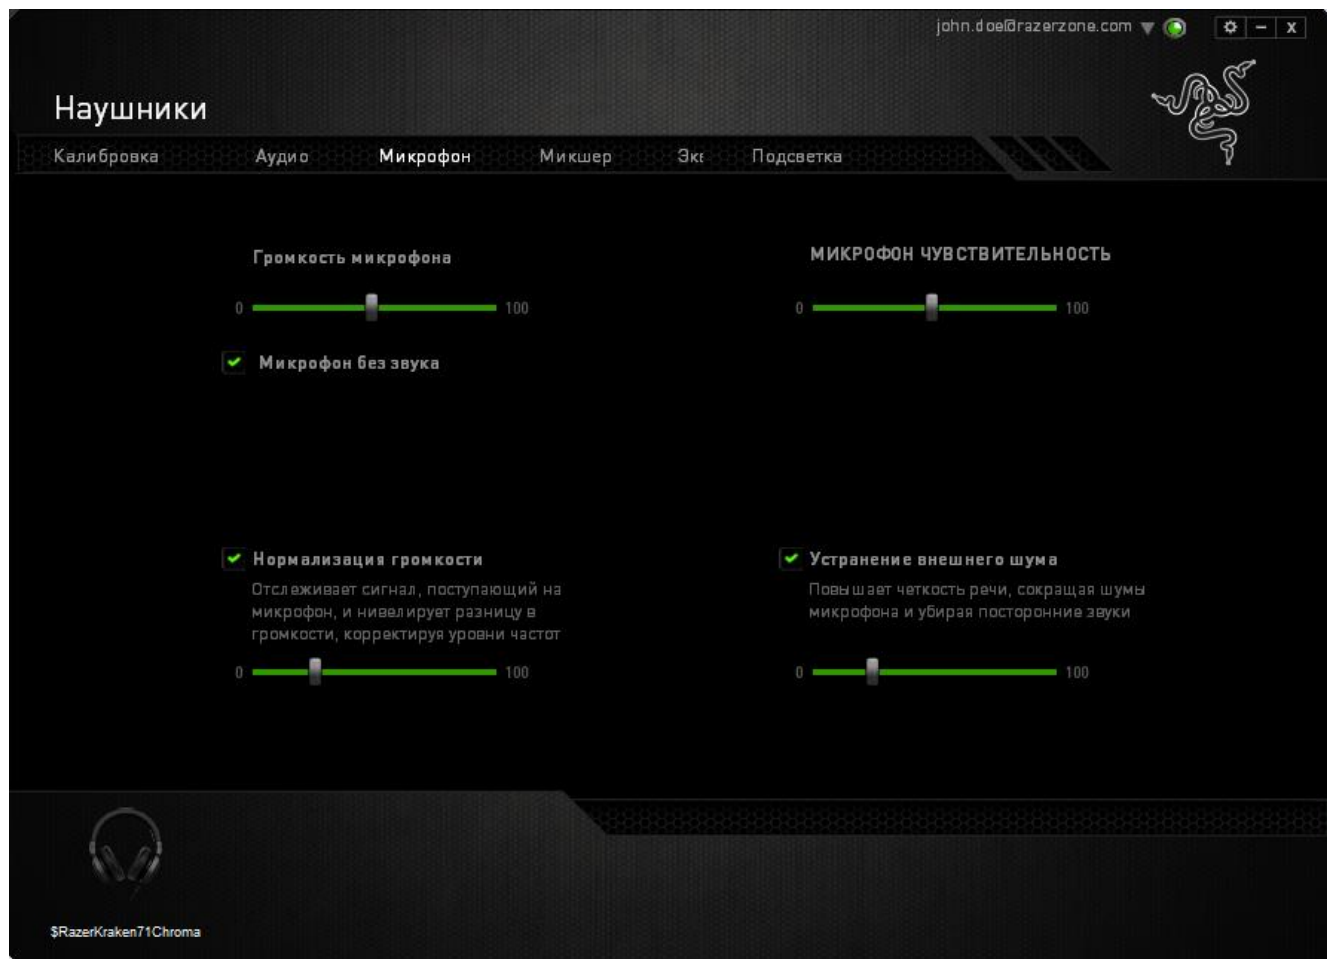 john.doe@razerzone.com
Наушники
Калибровка Аудио Микрофон Микшер Экв Подсветка
Громкость микрофона
МИКРОФОН ЧУВСТВИТЕЛЬНОСТЬ
0 100
0 100
Микрофон без звука
Нормализация громкости
Отслеживает сигнал, поступающий на
микрофон, и нивелирует разницу в
громкости, корректируя уровни частот
0 100
Устранение внешнего шума
Повышает четкость речи, сокращая шумы
микрофона и убирая посторонние звуки
0 100
$RazerKraken71Chroma